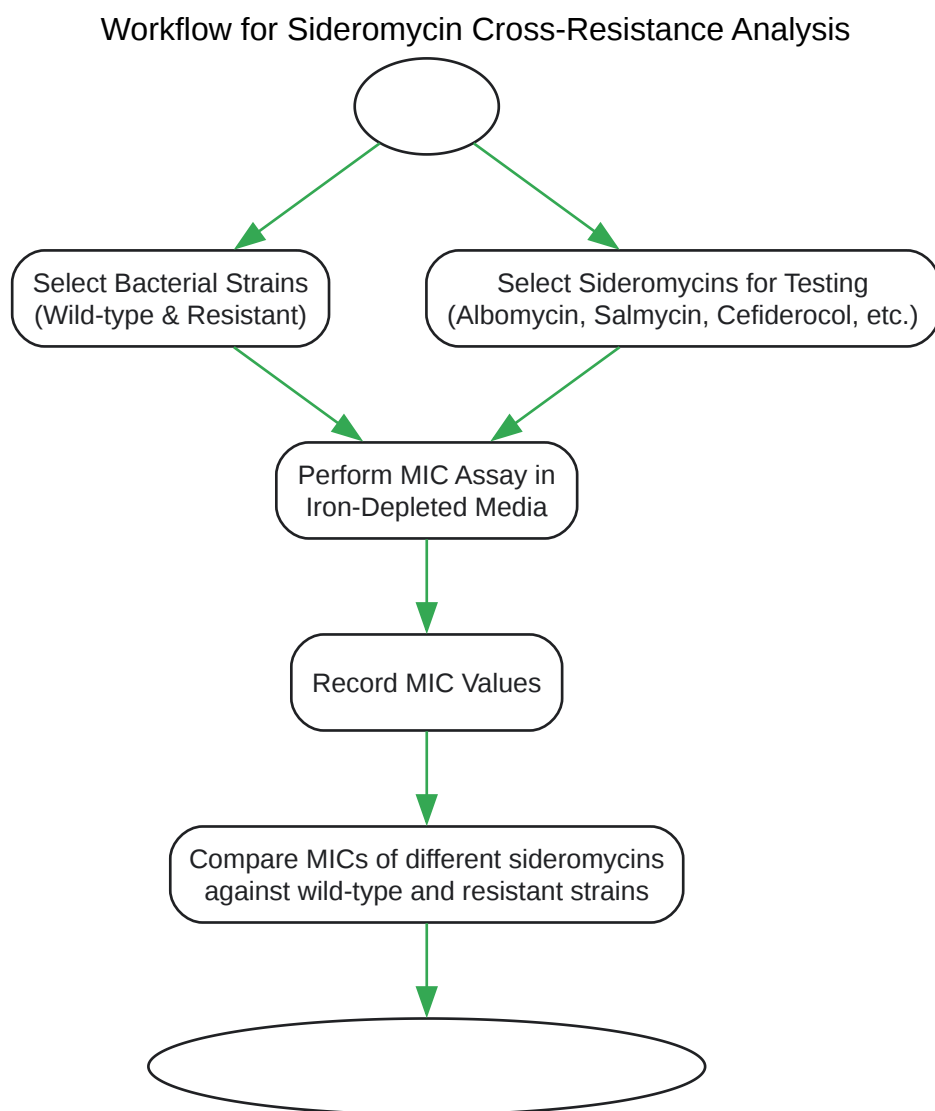 Workflow for Sideromycin Cross-Resistance Analysis
Select Bacterial Strains
(Wild-type & Resistant)
Select Sideromycins for Testing
(Albomycin, Salmycin, Cefiderocol, etc.)
Perform MIC Assay in
Iron-Depleted Media
Record MIC Values
Compare MICs of different sideromycins
against wild-type and resistant strains